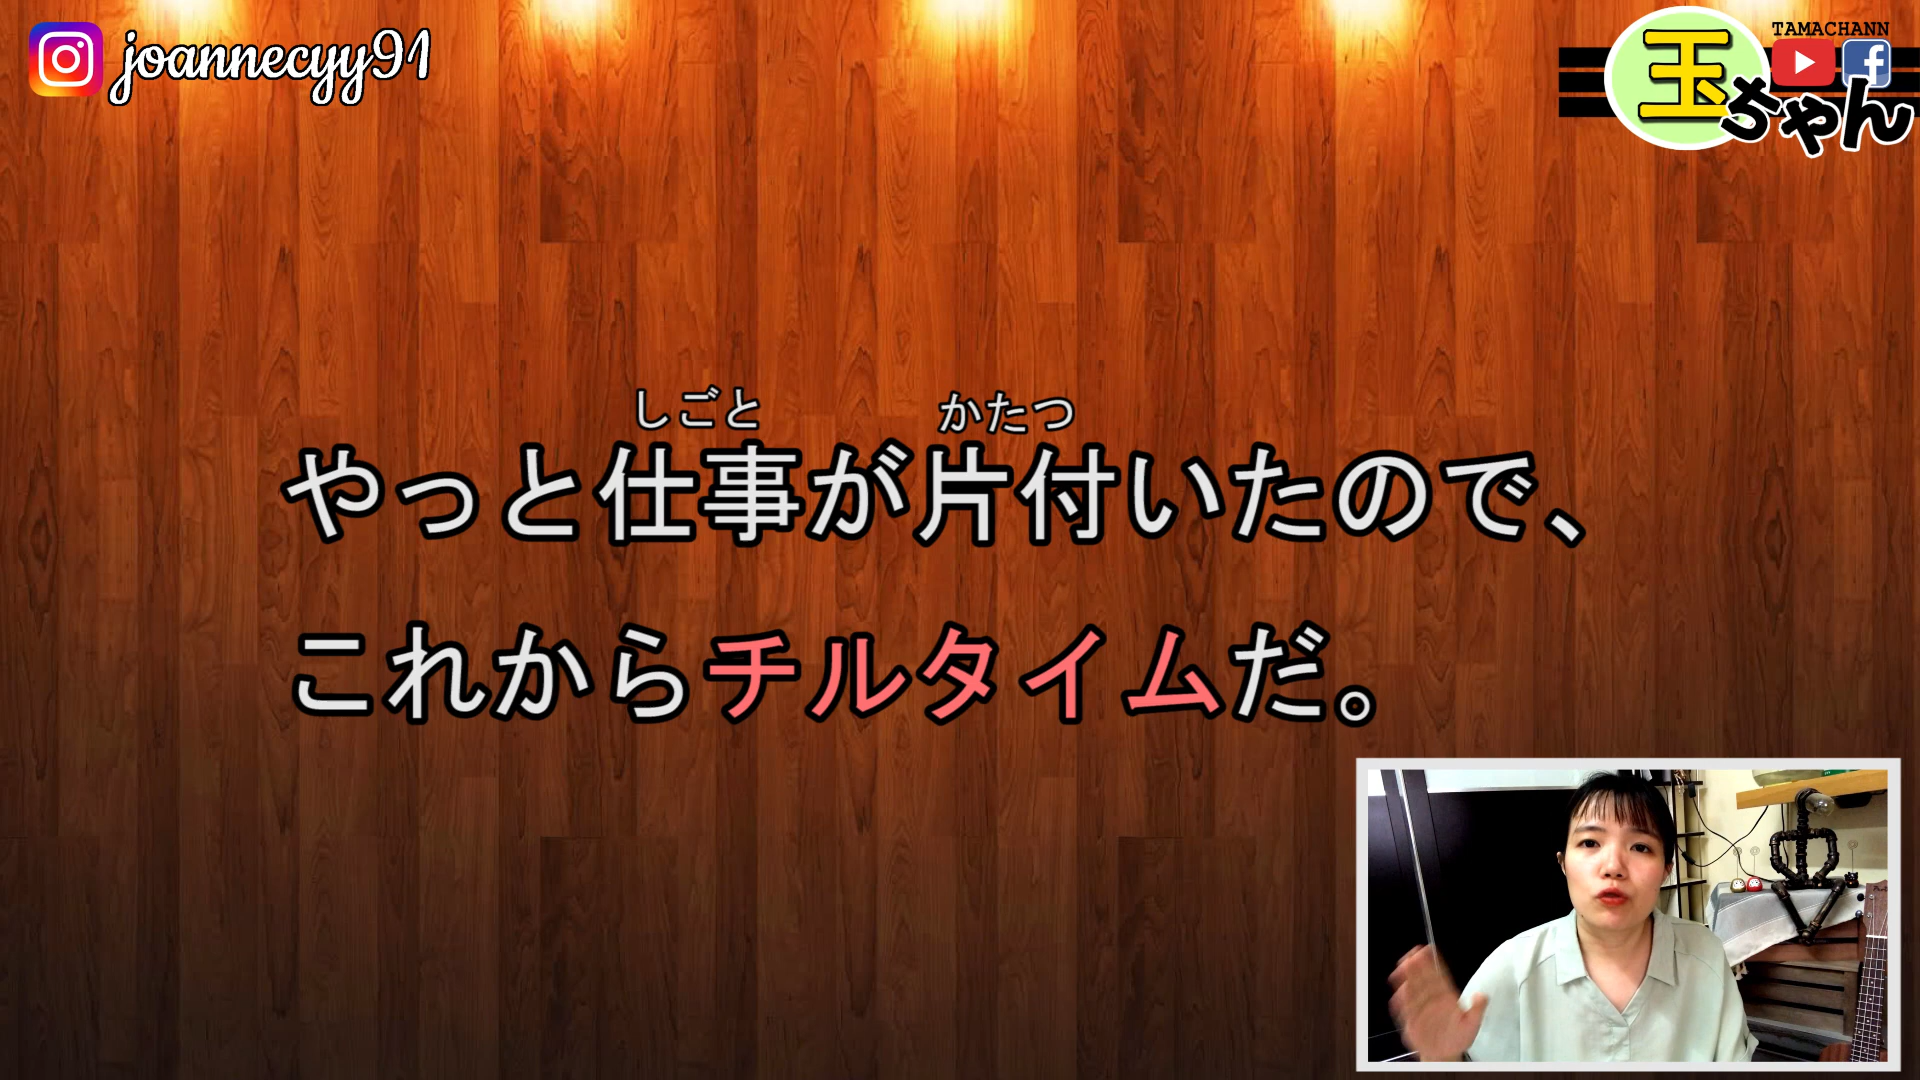 joannecyy91
TAMACHANN
玉ちゃん
しごと かたつ
やっと仕事が片付いたので、
これからチルタイムだ。